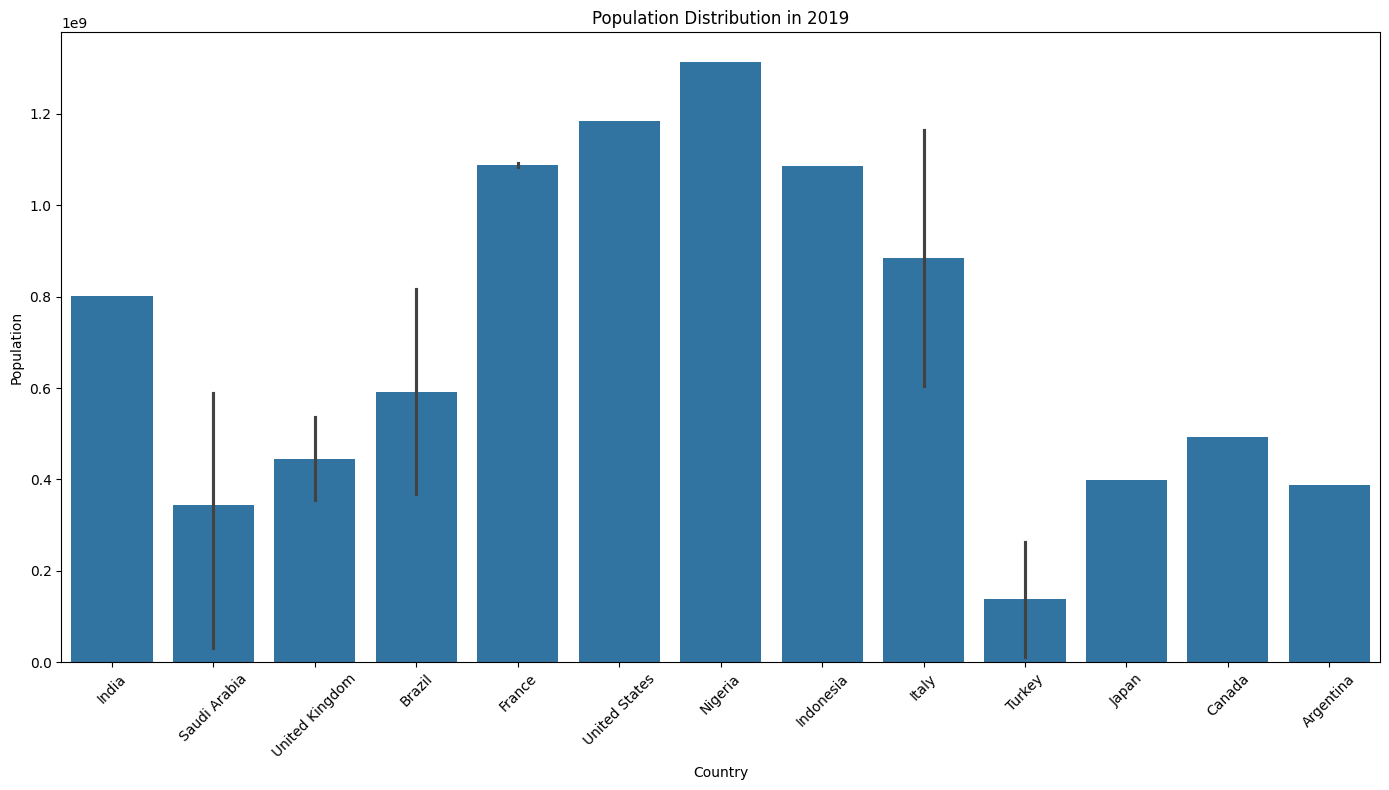 Population Distribution in 2019
1e9
1.2
1.0
0.8
0.6
0.4
0.2
0.0
Population
India
Saudi Arabia
United Kingdom
Brazil
France
United States
Nigeria
Indonesia
Italy
Turkey
Japan
Canada
Argentina
Country